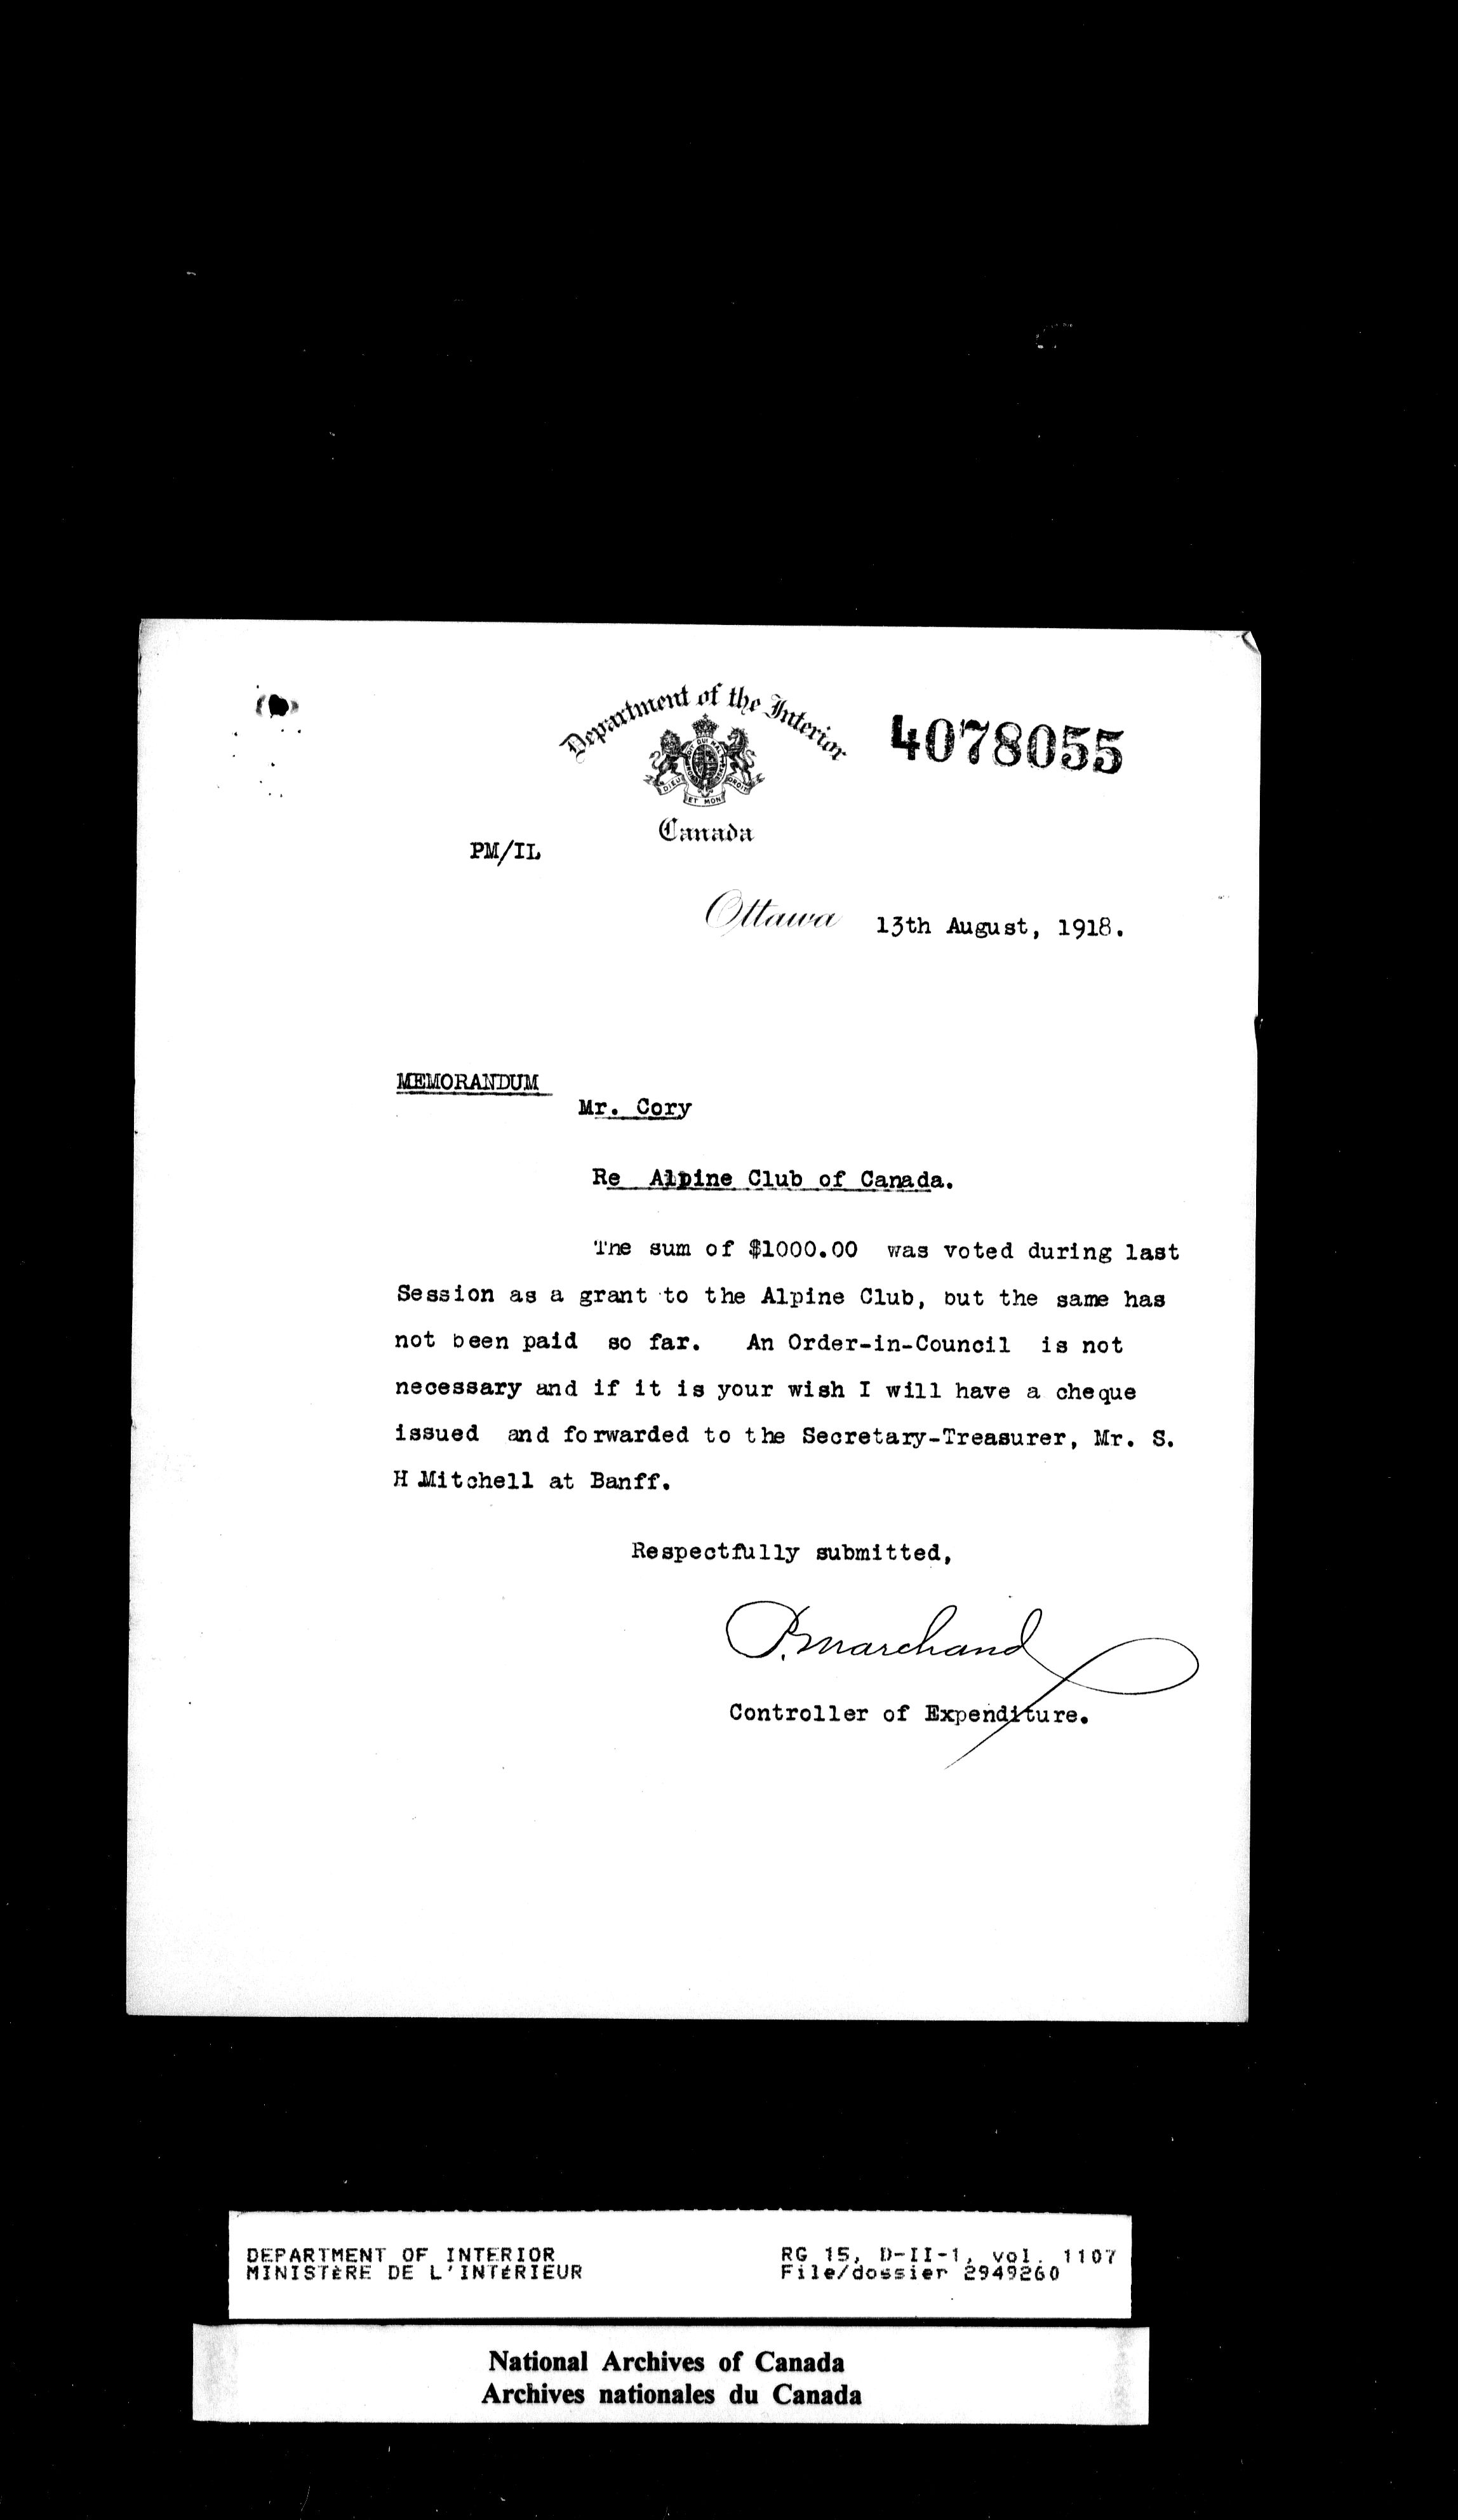 Department of the Interior
4078055
DIEU ET MON DROIT
Canada
PM/IL
Ottawa 13th August, 1918.
MEMORANDUM
Mr. Cory
Re Alpine Club of Canada.
The sum of $1000.00 was voted during last
Session as a grant to the Alpine Club, but the same has
not been paid so far. An Order-in-Council is not
necessary and if it is your wish I will have a cheque
issued and forwarded to the Secretary-Treasurer, Mr. S.
H Mitchell at Banff.
Respectfully submitted,
P. Marchand
Controller of Expenditure.
DEPARTMENT OF INTERIOR RG 15, D-II-1, vol. 1107
MINISTÈRE DE L'INTÉRIEUR File/dossier 2949260
National Archives of Canada
Archives nationales du Canada